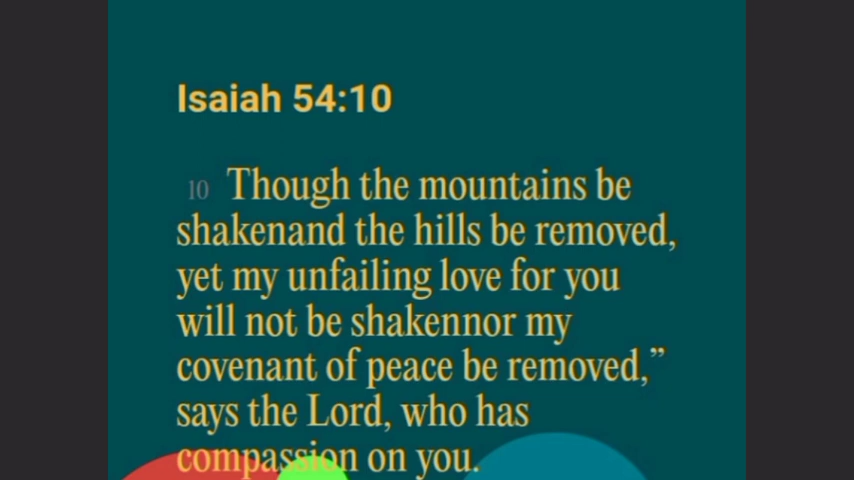 Isaiah 54:10
10 Though the mountains be
shakenand the hills be removed,
yet my unfailing love for you
will not be shakennor my
covenant of peace be removed,”
says the Lord, who has
compassion on you.